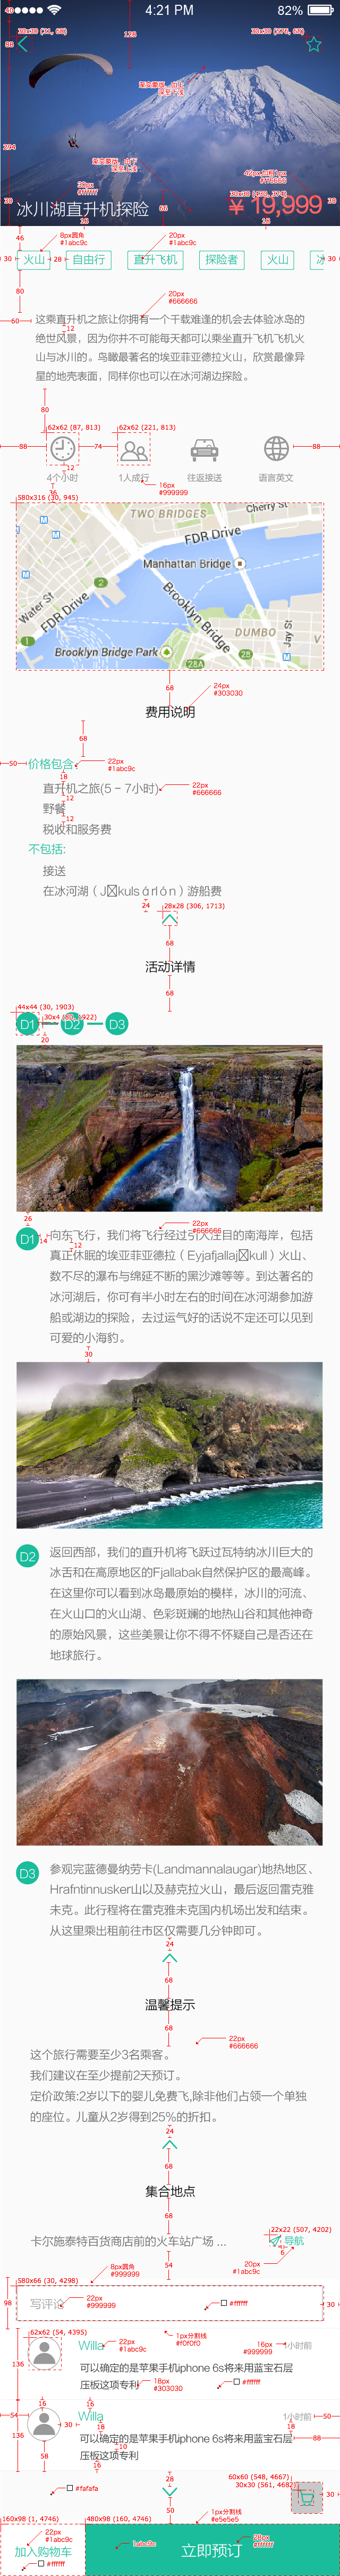 4:21 PM
82%
40
128
98
294
渐变蒙版，由上
深至上浅
渐变蒙版，由下
深至上浅
30px
#ffffff
#ff6666
30
66
30
冰川湖直升机探险
¥ 19,999
16
16
46
8px圆角
#1abc9c
20px
#1abc9c
30
火山
28
自由行
直升飞机
探险者
火山
30
80
20px
#666666
60
这乘直升机之旅让你拥有一个千载难逢的机会去体验冰岛的
12
绝世风景，因为你并不可能每天都可以乘坐直升飞机飞机火
山与冰川的。鸟瞰最著名的埃亚菲亚德拉火山，欣赏最像异
星的地壳表面，同样你也可以在冰河湖边探险。
80
62x62 (87, 813)
62x62 (221, 813)
88
74
88
12
4个小时
1人成行
往返接送
语言英文
36
16px
#999999
580x316 (30, 945)
TWO BRIDGES
Cherry St
FDR Drive
Manhattan Bridge
Water St
FDR Drive
2
1
Brooklyn Bridge
DUMBO
Jay St
Brooklyn Bridge Park
28
28A
68
24px
#303030
费用说明
68
50
价格包含:
22px
#1abc9c
18
直升机之旅(5 - 7小时)
22px
#666666
12
野餐
12
税收和服务费
不包括:
接送
在冰河湖（J□kulsárlón）游船费
24
28x28 (306, 1713)
68
活动详情
68
44x44 (30, 1903)
D1
D2
D3
20
26
22px
#666666
D1
14
向东飞行，我们将飞行经过引人注目的南海岸，包括
12
真正休眠的埃亚菲亚德拉（Eyjafjallaj□kull）火山、
数不尽的瀑布与绵延不断的黑沙滩等等。到达著名的
冰河湖后，你可有半小时左右的时间在冰河湖参加游
船或湖边的探险，去过运气好的话说不定还可以见到
可爱的小海豹。
30
D2
返回西部，我们的直升机将飞跃过瓦特纳冰川巨大的
冰舌和在高原地区的Fjallabak自然保护区的最高峰。
在这里你可以看到冰岛最原始的模样，冰川的河流、
在火山口的火山湖、色彩斑斓的地热山谷和其他神奇
的原始风景，这些美景让你不得不怀疑自己是否还在
地球旅行。
D3
参观完蓝德曼纳劳卡(Landmannalaugar)地热地区、
Hrafntinnusker山以及赫克拉火山，最后返回雷克雅
未克。此行程将在雷克雅未克国内机场出发和结束。
从这里乘出租前往市区仅需要几分钟即可。
24
68
温馨提示
22px
#666666
这个旅行需要至少3名乘客。
我们建议在至少提前2天预订。
定价政策:2岁以下的婴儿免费飞,除非他们占领一个单独
的座位。儿童从2岁得到25%的折扣。
24
68
集合地点
68
22x22 (507, 4202)
卡尔施泰特百货商店前的火车站广场 ...
导航
6
54
20px
#1abc9c
8px圆角
#999999
580x66 (30, 4298)
98
写评论
22px
#999999
#ffffff
30
62x62 (54, 4395)
1px分割线
#f0f0f0
Willa
22px
#1abc9c
16px
#999999
1小时前
136
可以确定的是苹果手机iphone 6s将来用蓝宝石层
压板这项专利
18px
#303030
#ffffff
16
16
54
Willa
30
18
1小时前
50
18
136
可以确定的是苹果手机iphone 6s将来用蓝宝石层
88
10
压板这项专利
58
16
28
60x60 (548, 4667)
30x30 (561, 4682)
#fafafa
30
50
160x98 (1, 4746)
480x98 (160, 4746)
1px分割线
#e5e5e5
22px
#1abc9c
加入购物车
1abc9c
立即预订
#ffffff
#ffffff